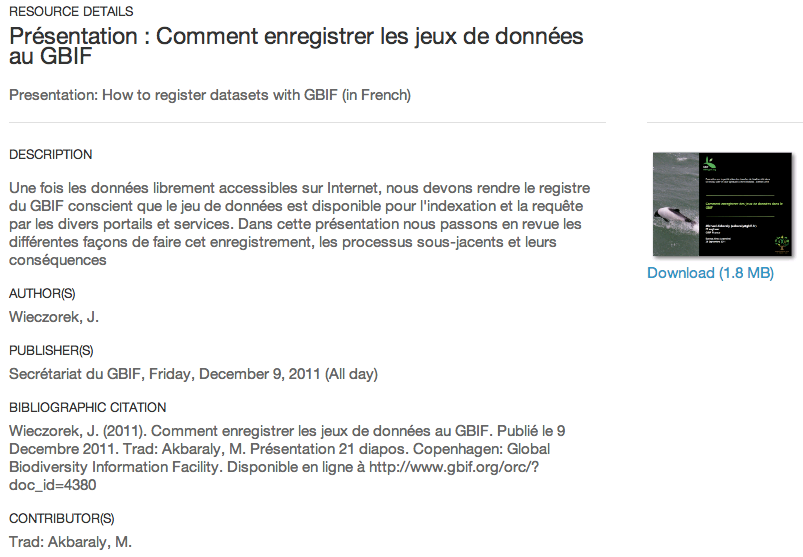 RESOURCE DETAILS
Présentation : Comment enregistrer les jeux de données
au GBIF
Presentation: How to register datasets with GBIF (in French)
DESCRIPTION
Une fois les données librement accessibles sur Internet, nous devons rendre le registre
du GBIF conscient que le jeu de données est disponible pour l'indexation et la requête
par les divers portails et services. Dans cette présentation nous passons en revue les
différentes façons de faire cet enregistrement, les processus sous-jacents et leurs
conséquences
AUTHOR(S)
Wieczorek, J.
PUBLISHER(S)
Secrétariat du GBIF, Friday, December 9, 2011 (All day)
BIBLIOGRAPHIC CITATION
Wieczorek, J. (2011). Comment enregistrer les jeux de données au GBIF. Publié le 9
Decembre 2011. Trad: Akbaraly, M. Présentation 21 diapos. Copenhagen: Global
Biodiversity Information Facility. Disponible en ligne à http://www.gbif.org/orc/?
doc_id=4380
CONTRIBUTOR(S)
Trad: Akbaraly, M.
Download (1.8 MB)